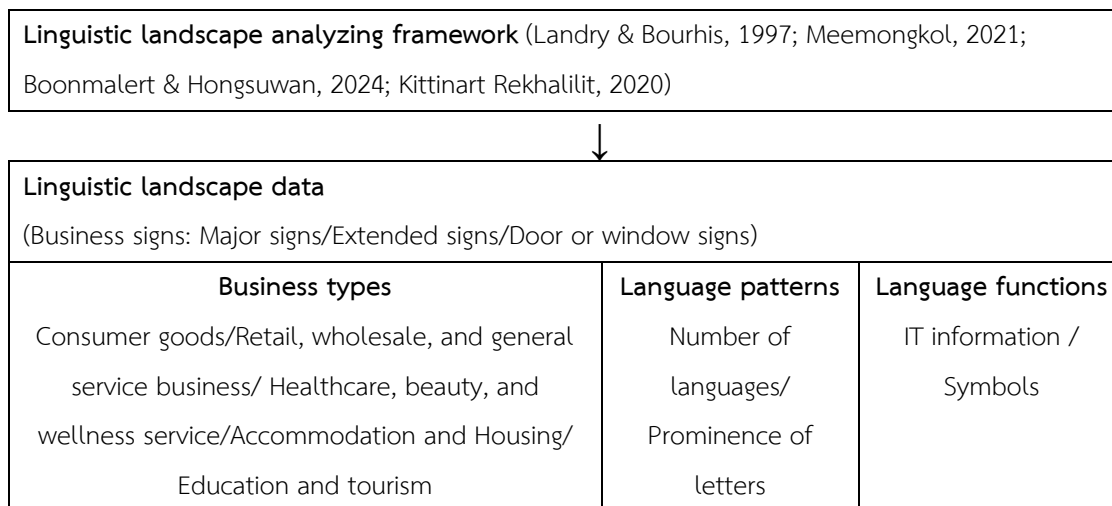 Linguistic landscape analyzing framework (Landry & Bourhis, 1997; Meemongkol, 2021;
Boonmalert & Hongsuwan, 2024; Kittinart Rekhalilit, 2020)
↓
Linguistic landscape data
(Business signs: Major signs/Extended signs/Door or window signs)
Business types
Consumer goods/Retail, wholesale, and general
service business/ Healthcare, beauty, and
wellness service/Accommodation and Housing/
Education and tourism
Language patterns
Number of
languages/
Prominence of
letters
Language functions
IT information /
Symbols